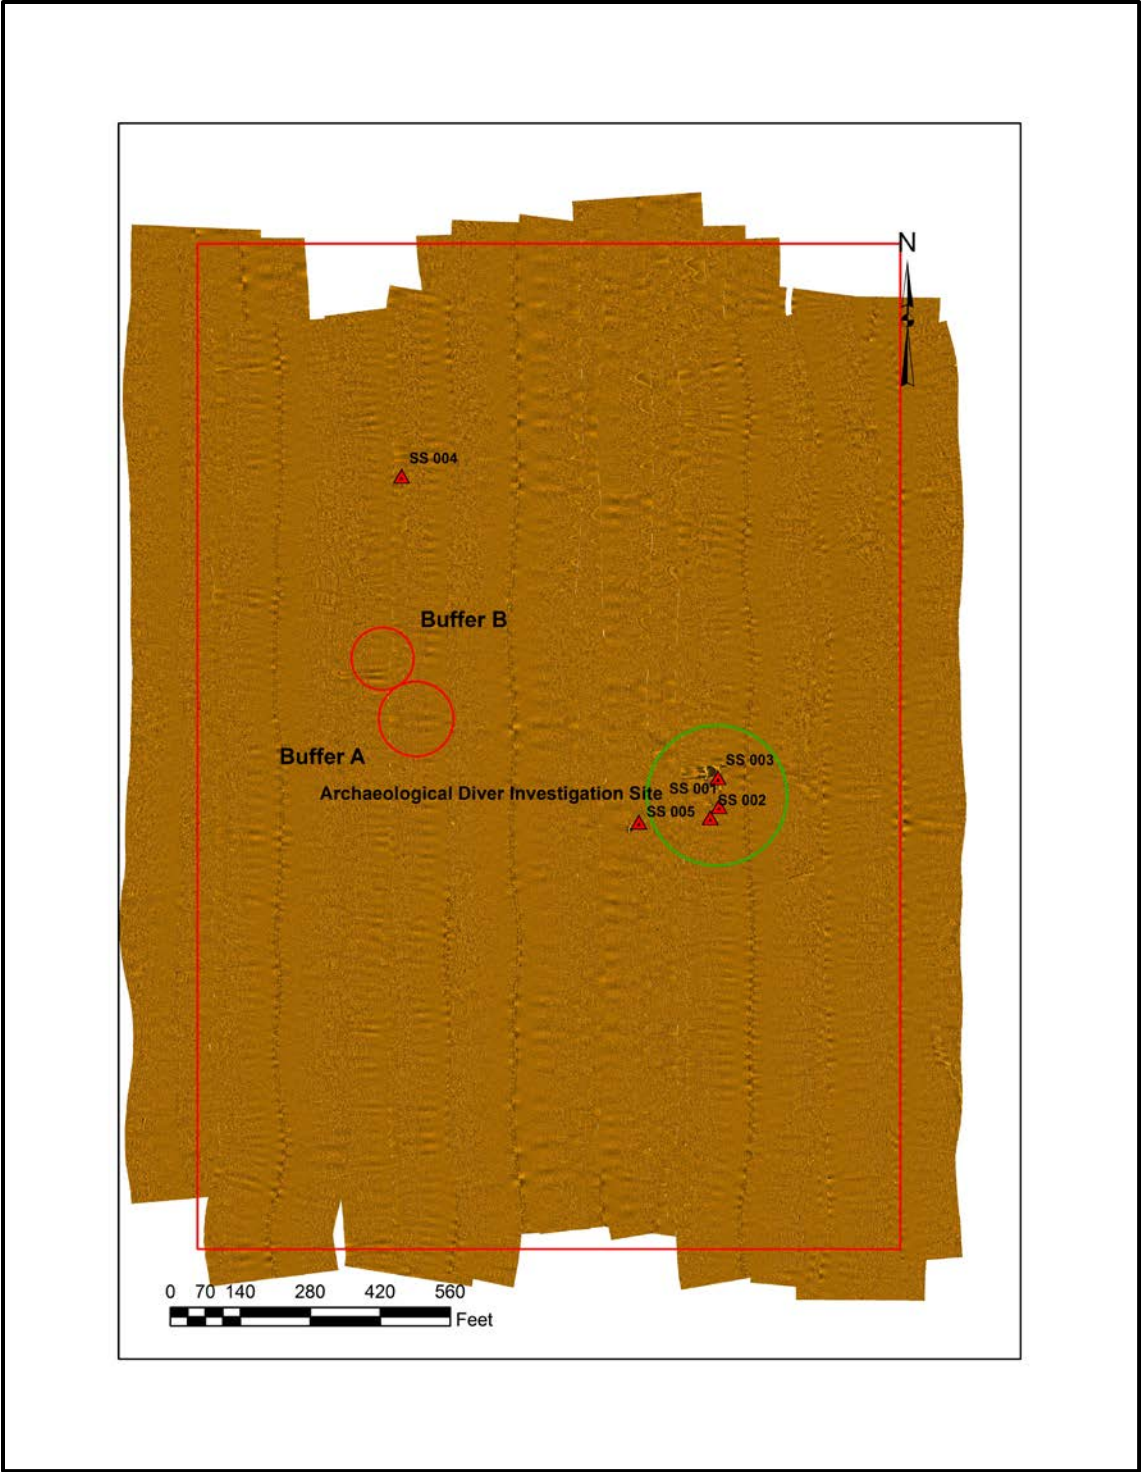 N
SS 004
Buffer B
Buffer A
SS 003
Archaeological Diver Investigation Site
SS 001
SS 002
SS 005
0 70 140 280 420 560
Feet